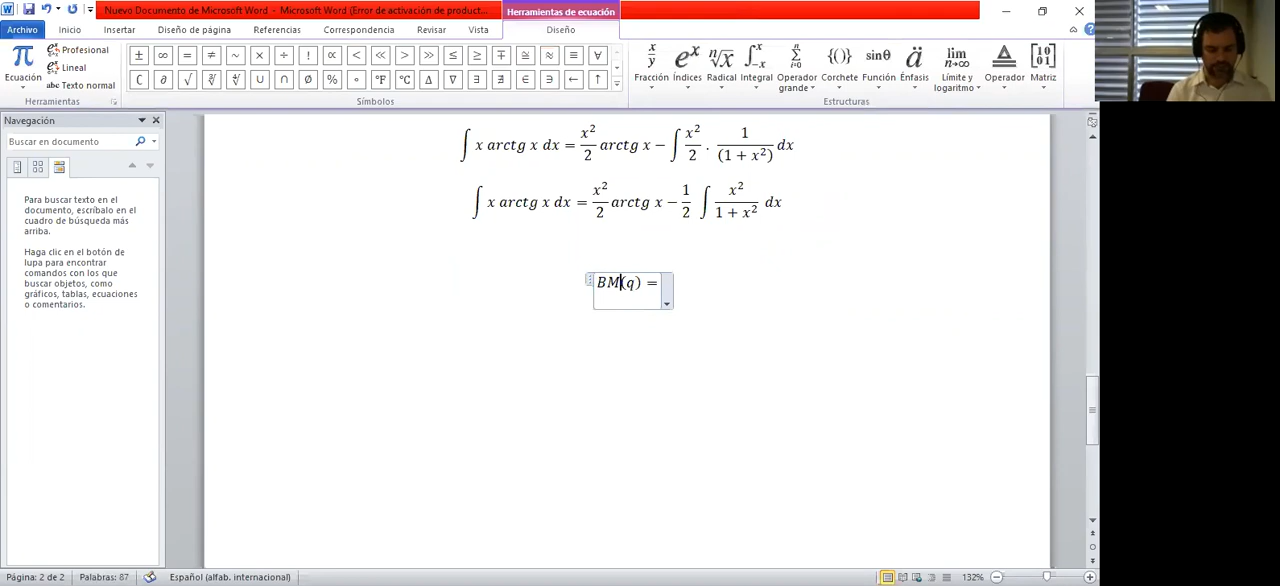 Nuevo Documento de Microsoft Word - Microsoft Word (Error de activación de product...
Herramientas de ecuación
Archivo Inicio Insertar Diseño de página Referencias Correspondencia Revisar Vista Diseño
π Ecuación
Profesional
Lineal
abc Texto normal
Herramientas
± ∞ = ≠ ~ × ÷ ! ∝ < ≪ > ≫ ≤ ≥ ∓ ≅ ≈ ≡ ∀
∁ ∂ √ ∛ ∜ ∪ ∩ ∅ % ° °F °C ∆ ∇ ∃ ∄ ∈ ∋ ← ↑
Símbolos
Fracción Índices Radical Integral Operador grande Corchete Función Énfasis Límite y logaritmo Operador Matriz
Estructuras
Navegación
Buscar en documento
Para buscar texto en el
documento, escríbalo en el
cuadro de búsqueda más
arriba.
Haga clic en el botón de
lupa para encontrar
comandos con los que
buscar objetos, como
gráficos, tablas, ecuaciones
o comentarios.
∫ x arctg x dx = x²/2 arctg x − ∫ x²/2 . 1/(1 + x²) dx
∫ x arctg x dx = x²/2 arctg x − 1/2 ∫ x²/1 + x² dx
BM(q) =
Página: 2 de 2 Palabras: 87 Español (alfab. internacional) 132%